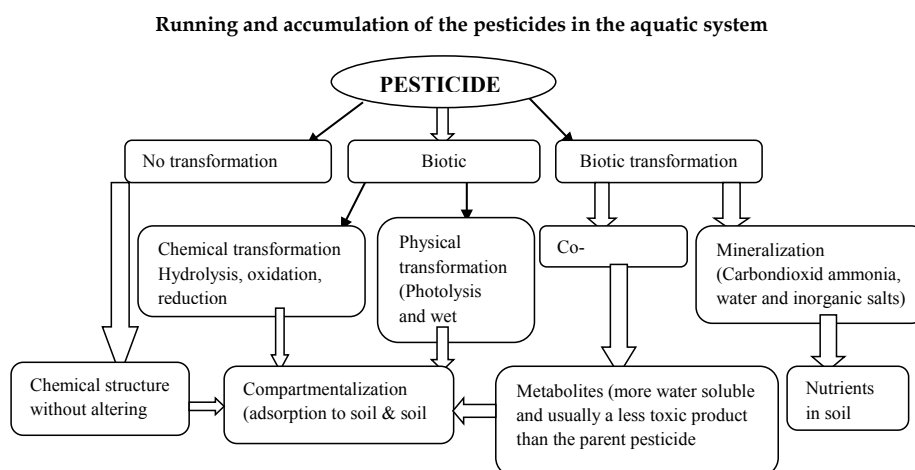 Running and accumulation of the pesticides in the aquatic system
PESTICIDE
No transformation
Biotic
Biotic transformation
Chemical transformation
Hydrolysis, oxidation,
reduction
Physical
transformation
(Photolysis
and wet
Co-
Mineralization
(Carbondioxid ammonia,
water and inorganic salts)
Chemical structure
without altering
Compartmentalization
(adsorption to soil & soil
Metabolites (more water soluble
and usually a less toxic product
than the parent pesticide
Nutrients
in soil